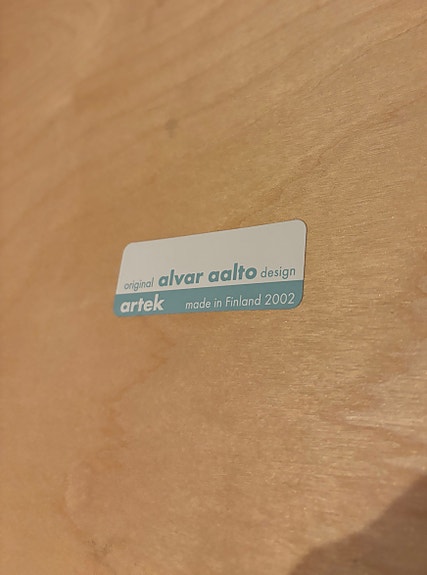 original alvar aalto design
artek made in Finland 2002